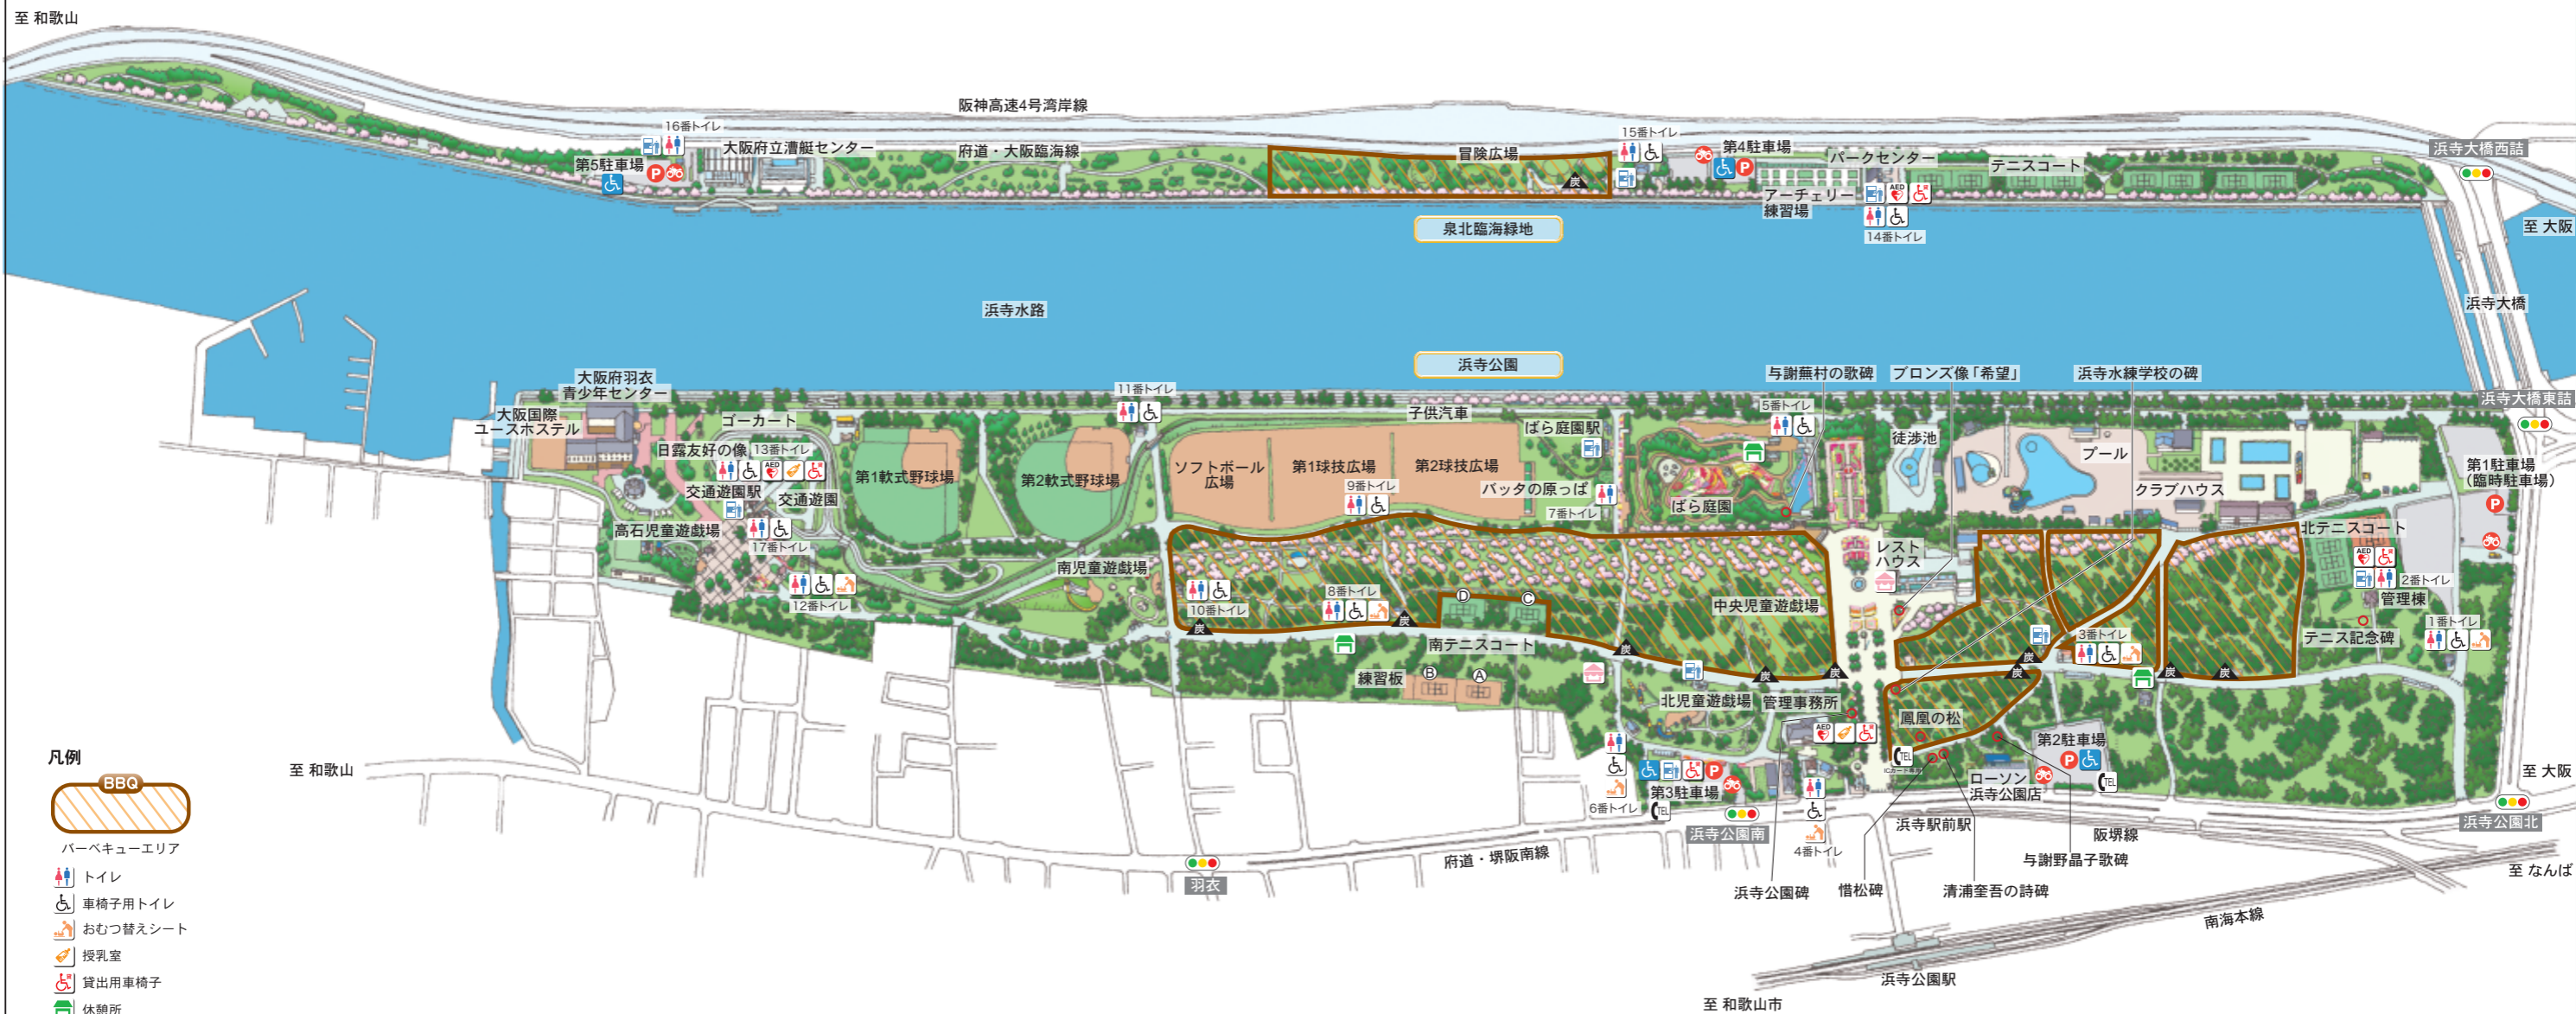 至 和歌山
阪神高速4号湾岸線
16番トイレ
大阪府立漕艇センター
第5駐車場
府道・大阪臨海線
冒険広場
炭
15番トイレ
第4駐車場
パークセンター
テニスコート
アーチェリー
練習場
AED
14番トイレ
浜寺大橋西詰
至 大阪
泉北臨海緑地
浜寺水路
浜寺大橋
浜寺公園
与謝蕪村の歌碑
ブロンズ像「希望」
浜寺水練学校の碑
浜寺大橋東詰
大阪府羽衣
青少年センター
大阪国際
ユースホステル
ゴーカート
日露友好の像
13番トイレ
AED
交通遊園駅
交通遊園
高石児童遊戯場
17番トイレ
12番トイレ
第1軟式野球場
第2軟式野球場
11番トイレ
子供汽車
ソフトボール
広場
第1球技広場
第2球技広場
9番トイレ
ばら庭園駅
バッタの原っぱ
7番トイレ
5番トイレ
ばら庭園
徒渉池
プール
クラブハウス
第1駐車場
(臨時駐車場)
北テニスコート
AED
2番トイレ
管理棟
テニス記念碑
1番トイレ
レスト
ハウス
南児童遊戯場
10番トイレ
8番トイレ
D
C
中央児童遊戯場
3番トイレ
炭
炭
炭
炭
炭
炭
炭
炭
炭
南テニスコート
練習板
B
A
北児童遊戯場
管理事務所
AED
鳳凰の松
TEL
第2駐車場
TEL
ローソン
浜寺公園店
6番トイレ
第3駐車場
TEL
浜寺公園南
4番トイレ
浜寺駅前駅
阪堺線
与謝野晶子歌碑
浜寺公園碑
惜松碑
清浦奎吾の詩碑
浜寺公園北
至 大阪
至 なんば
南海本線
浜寺公園駅
至 和歌山市
府道・堺阪南線
羽衣
至 和歌山
凡例
BBQ
バーベキューエリア
トイレ
車椅子用トイレ
おむつ替えシート
授乳室
貸出用車椅子
休憩所